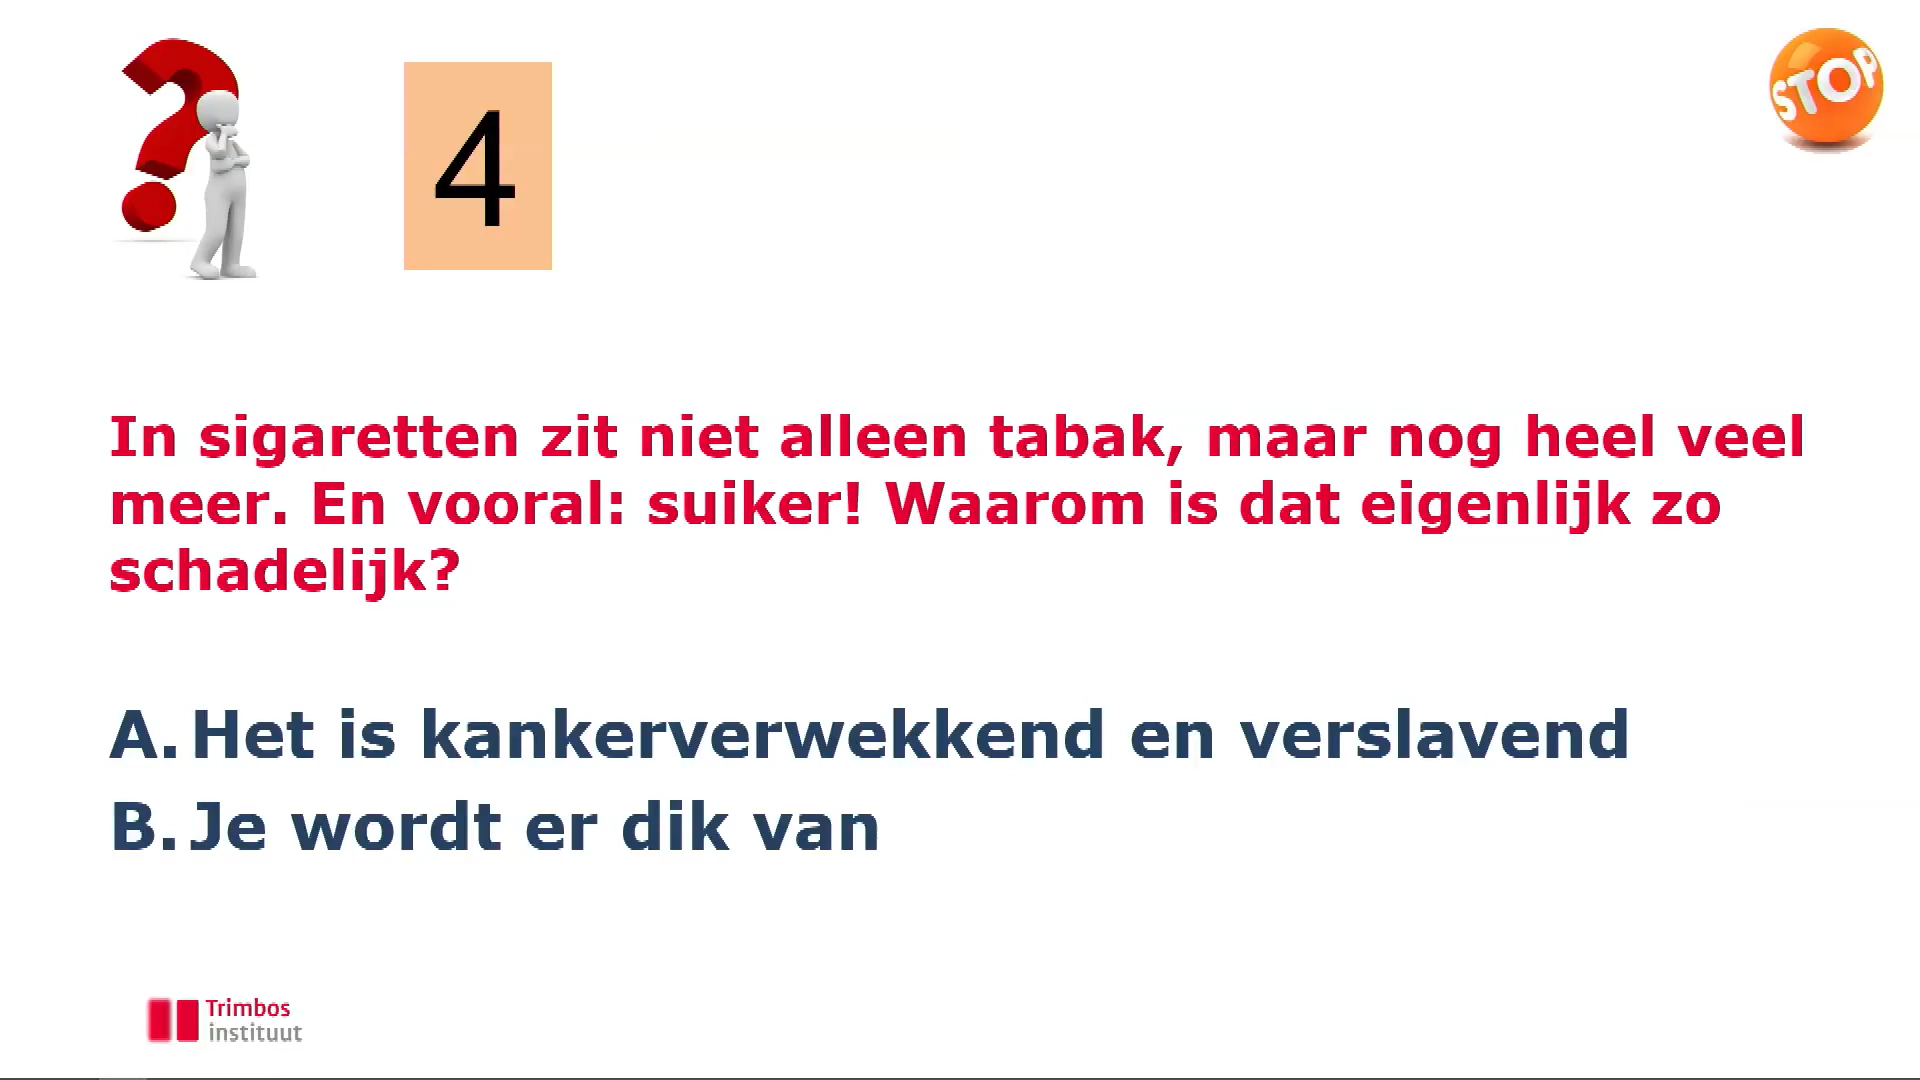 4
STOP
In sigaretten zit niet alleen tabak, maar nog heel veel
meer. En vooral: suiker! Waarom is dat eigenlijk zo
schadelijk?
A. Het is kankerverwekkend en verslavend
B. Je wordt er dik van
Trimbos
instituut